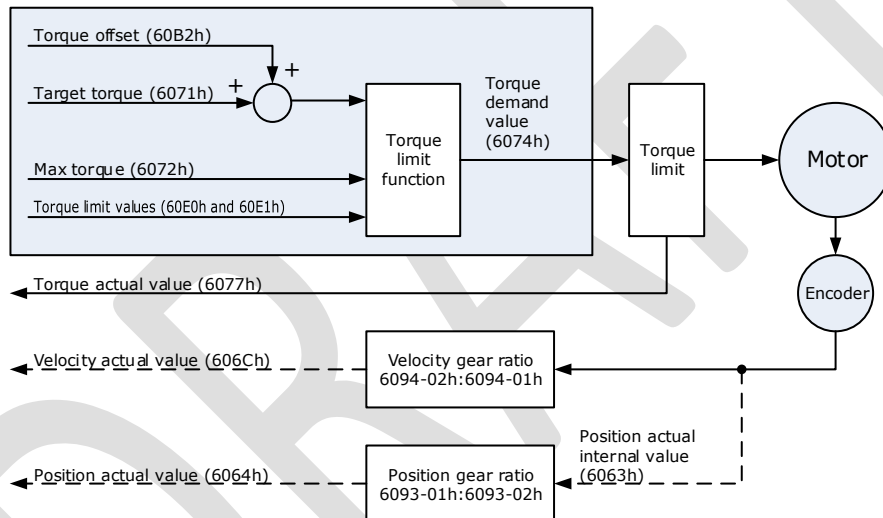 Torque offset (60B2h)
+
+
Target torque (6071h)
Torque
demand
value
(6074h)
Torque
limit
function
Torque
limit
Motor
Max torque (6072h)
Torque limit values (60E0h and 60E1h)
Torque actual value (6077h)
Encoder
Velocity actual value (606Ch)
Velocity gear ratio
6094-02h:6094-01h
Position actual
internal value
(6063h)
Position actual value (6064h)
Position gear ratio
6093-01h:6093-02h
DRAFT